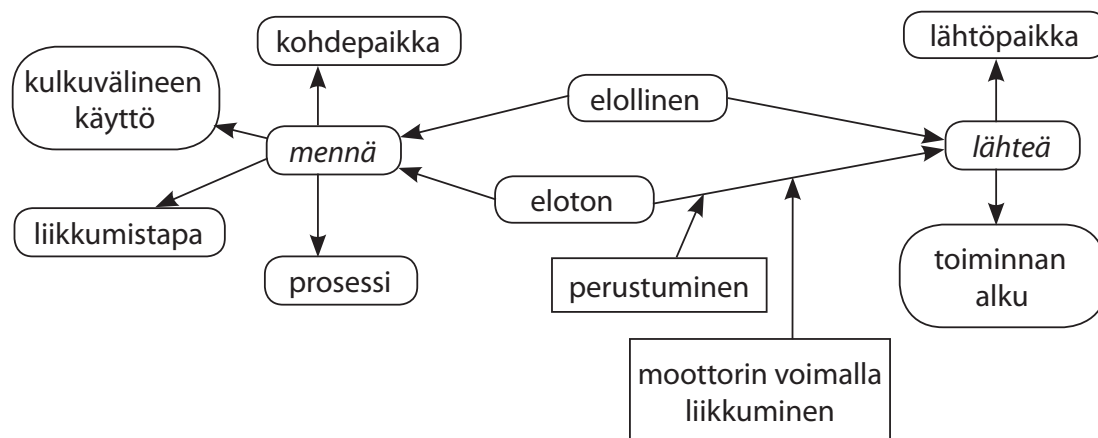 kohdepaikka
lähtöpaikka
kulkuvälineen
käyttö
elollinen
mennä
lähteä
eloton
liikkumistapa
prosessi
perustuminen
toiminnan
alku
moottorin voimalla
liikkuminen